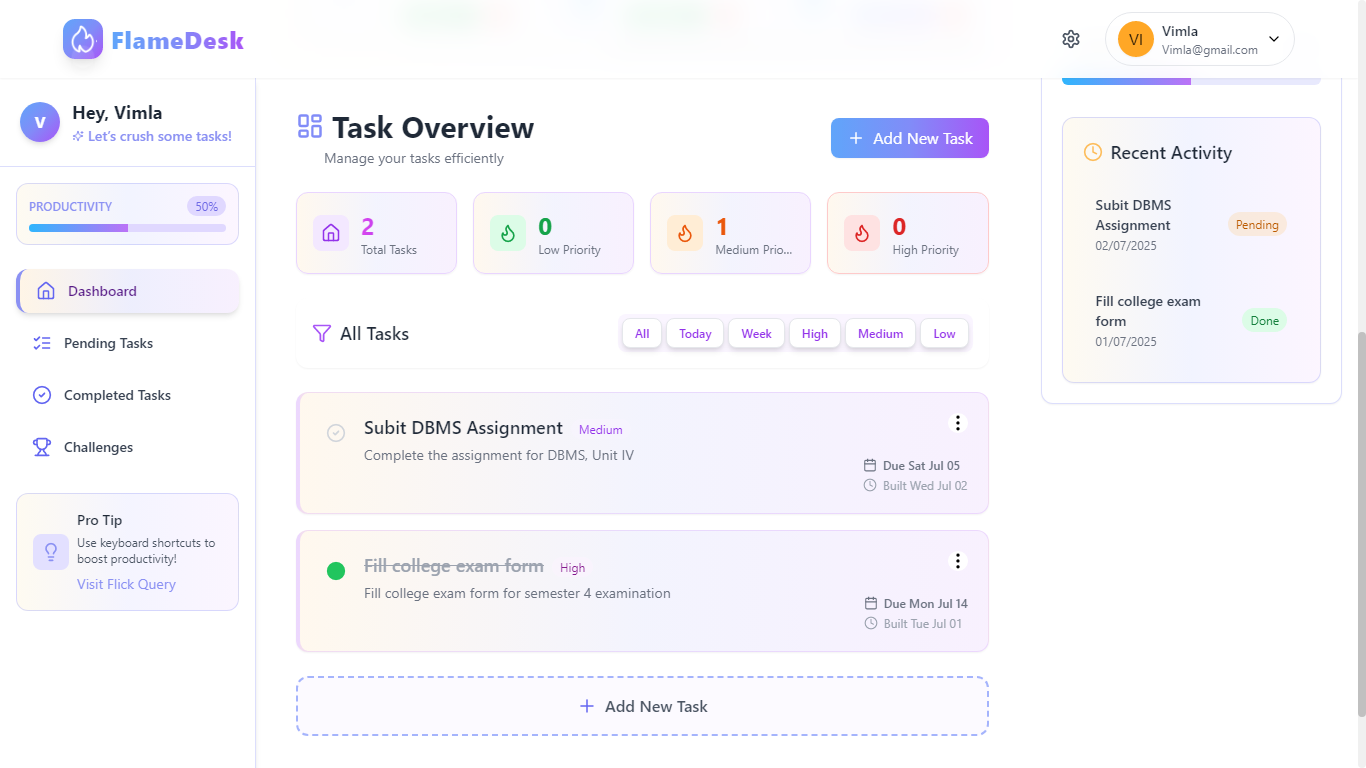 FlameDesk
VI
Vimla
Vimla@gmail.com
V
Hey, Vimla
Let's crush some tasks!
PRODUCTIVITY
50%
Dashboard
Pending Tasks
Completed Tasks
Challenges
Pro Tip
Use keyboard shortcuts to
boost productivity!
Visit Flick Query
Task Overview
Manage your tasks efficiently
Add New Task
2
Total Tasks
0
Low Priority
1
Medium Prio...
0
High Priority
All Tasks
All
Today
Week
High
Medium
Low
Subit DBMS Assignment
Medium
Complete the assignment for DBMS, Unit IV
Due Sat Jul 05
Built Wed Jul 02
Fill college exam form
High
Fill college exam form for semester 4 examination
Due Mon Jul 14
Built Tue Jul 01
Add New Task
Recent Activity
Subit DBMS
Assignment
02/07/2025
Pending
Fill college exam
form
01/07/2025
Done